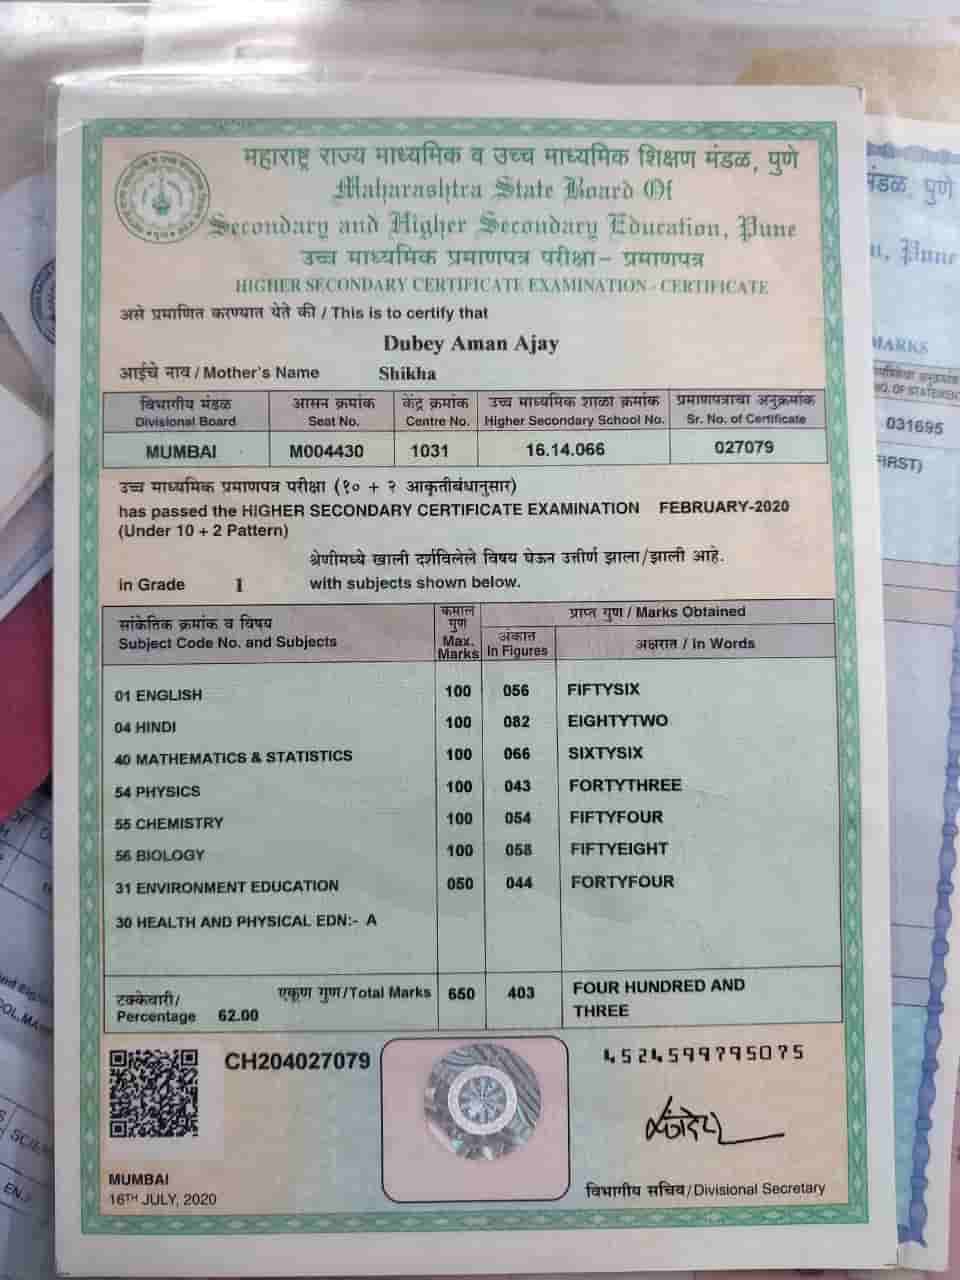 महाराष्ट्र राज्य माध्यमिक व उच्च माध्यमिक शिक्षण मंडळ, पुणे
Maharashtra State Board Of
Secondary and Higher Secondary Education, Pune
उच्च माध्यमिक प्रमाणपत्र परीक्षा - प्रमाणपत्र
HIGHER SECONDARY CERTIFICATE EXAMINATION - CERTIFICATE
असे प्रमाणित करण्यात येते की / This is to certify that
Dubey Aman Ajay
आईचे नाव / Mother's Name Shikha
विभागीय मंडळ आसन क्रमांक केंद्र क्रमांक उच्च माध्यमिक शाळा क्रमांक प्रमाणपत्राचा अनुक्रमांक
Divisional Board Seat No. Centre No. Higher Secondary School No. Sr. No. of Certificate
MUMBAI M004430 1031 16.14.066 027079
उच्च माध्यमिक प्रमाणपत्र परीक्षा (१० + २ आकृतीबंधानुसार)
has passed the HIGHER SECONDARY CERTIFICATE EXAMINATION FEBRUARY-2020
(Under 10 + 2 Pattern)
श्रेणीमध्ये खाली दर्शविलेले विषय घेऊन उत्तीर्ण झाला/झाली आहे.
in Grade 1 with subjects shown below.
सांकेतिक क्रमांक व विषय
Subject Code No. and Subjects
कमाल
गुण
Max.
Marks
प्राप्त गुण / Marks Obtained
अंकात
In Figures
अक्षरात / In Words
01 ENGLISH 100 056 FIFTYSIX
04 HINDI 100 082 EIGHTYTWO
40 MATHEMATICS & STATISTICS 100 066 SIXTYSIX
54 PHYSICS 100 043 FORTYTHREE
55 CHEMISTRY 100 054 FIFTYFOUR
56 BIOLOGY 100 058 FIFTYEIGHT
31 ENVIRONMENT EDUCATION 050 044 FORTYFOUR
30 HEALTH AND PHYSICAL EDN:- A
टक्केवारी/
Percentage 62.00
एकूण गुण/Total Marks 650 403 FOUR HUNDRED AND
THREE
CH204027079
4524599795075
MUMBAI
16TH JULY, 2020
विभागीय सचिव/Divisional Secretary
मंडळ, पुणे
n, Pune
MARKS
NO. OF STATEMENT
031695